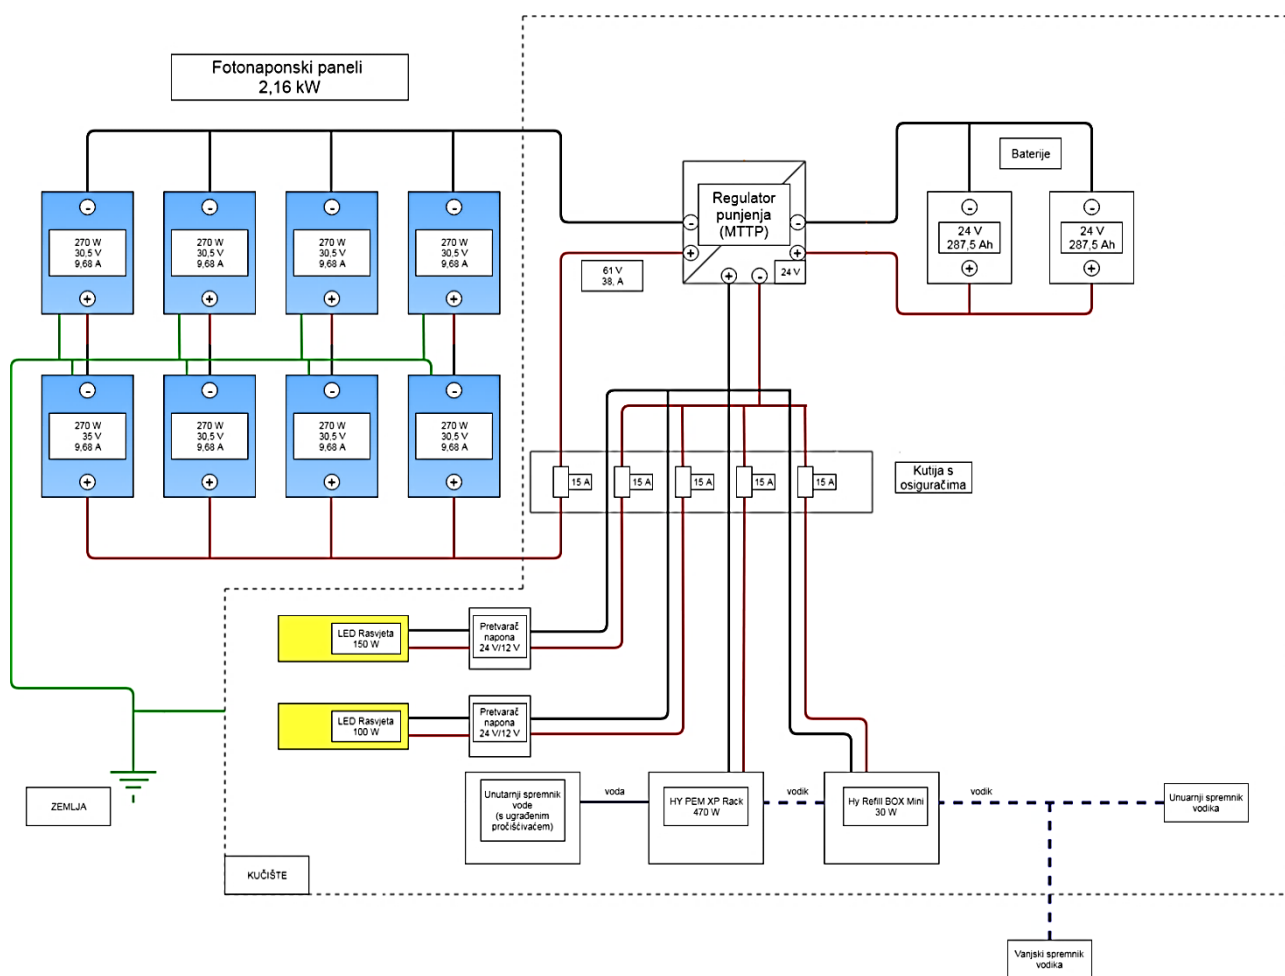 Fotonaponski paneli
2,16 kW
Baterije
Regulator
punjenja
(MTTP)
-
-
-
-
270 W
30,5 V
9,68 A
270 W
30,5 V
9,68 A
270 W
30,5 V
9,68 A
270 W
30,5 V
9,68 A
+
+
+
+
-
-
+
+
+
-
24 V
61 V
38, A
-
-
24 V
287,5 Ah
24 V
287,5 Ah
+
+
-
-
-
-
270 W
35 V
9,68 A
270 W
30,5 V
9,68 A
270 W
30,5 V
9,68 A
270 W
30,5 V
9,68 A
+
+
+
+
15 A
15 A
15 A
15 A
15 A
Kutija s
osiguračima
LED Rasvjeta
150 W
Pretvarač
napona
24 V/12 V
LED Rasvjeta
100 W
Pretvarač
napona
24 V/12 V
ZEMLJA
Unutarnji spremnik
vode
(s ugrađenim
pročišćivaćem)
voda
HY PEM XP Rack
470 W
vodik
Hy Refill BOX Mini
30 W
vodik
Unuarnji spremnik
vodika
KUČIŠTE
Vanjski spremnik
vodika